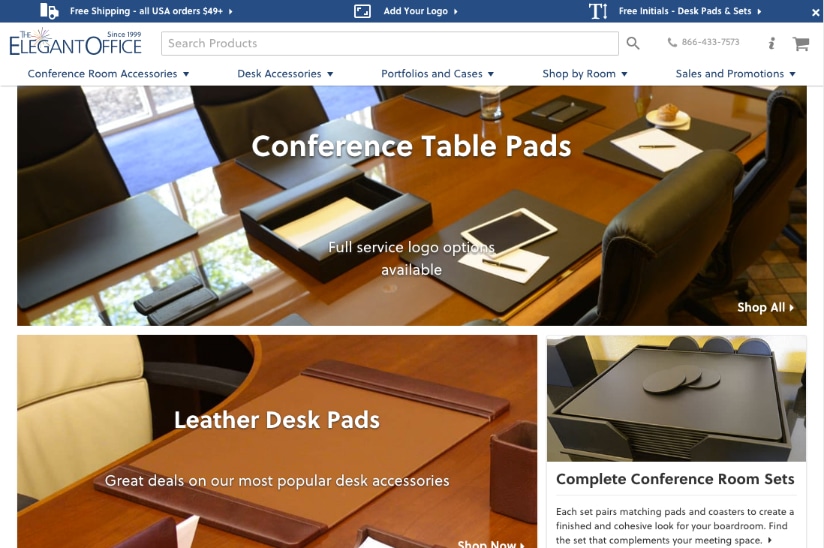 Free Shipping - all USA orders $49+
Add Your Logo
Free Initials - Desk Pads & Sets
THE ELEGANT OFFICE Since 1999
Search Products
866-433-7573
Conference Room Accessories
Desk Accessories
Portfolios and Cases
Shop by Room
Sales and Promotions
Conference Table Pads
Full service logo options
available
Shop All
Leather Desk Pads
Great deals on our most popular desk accessories
Shop Now
Complete Conference Room Sets
Each set pairs matching pads and coasters to create a
finished and cohesive look for your boardroom. Find
the set that complements your meeting space.